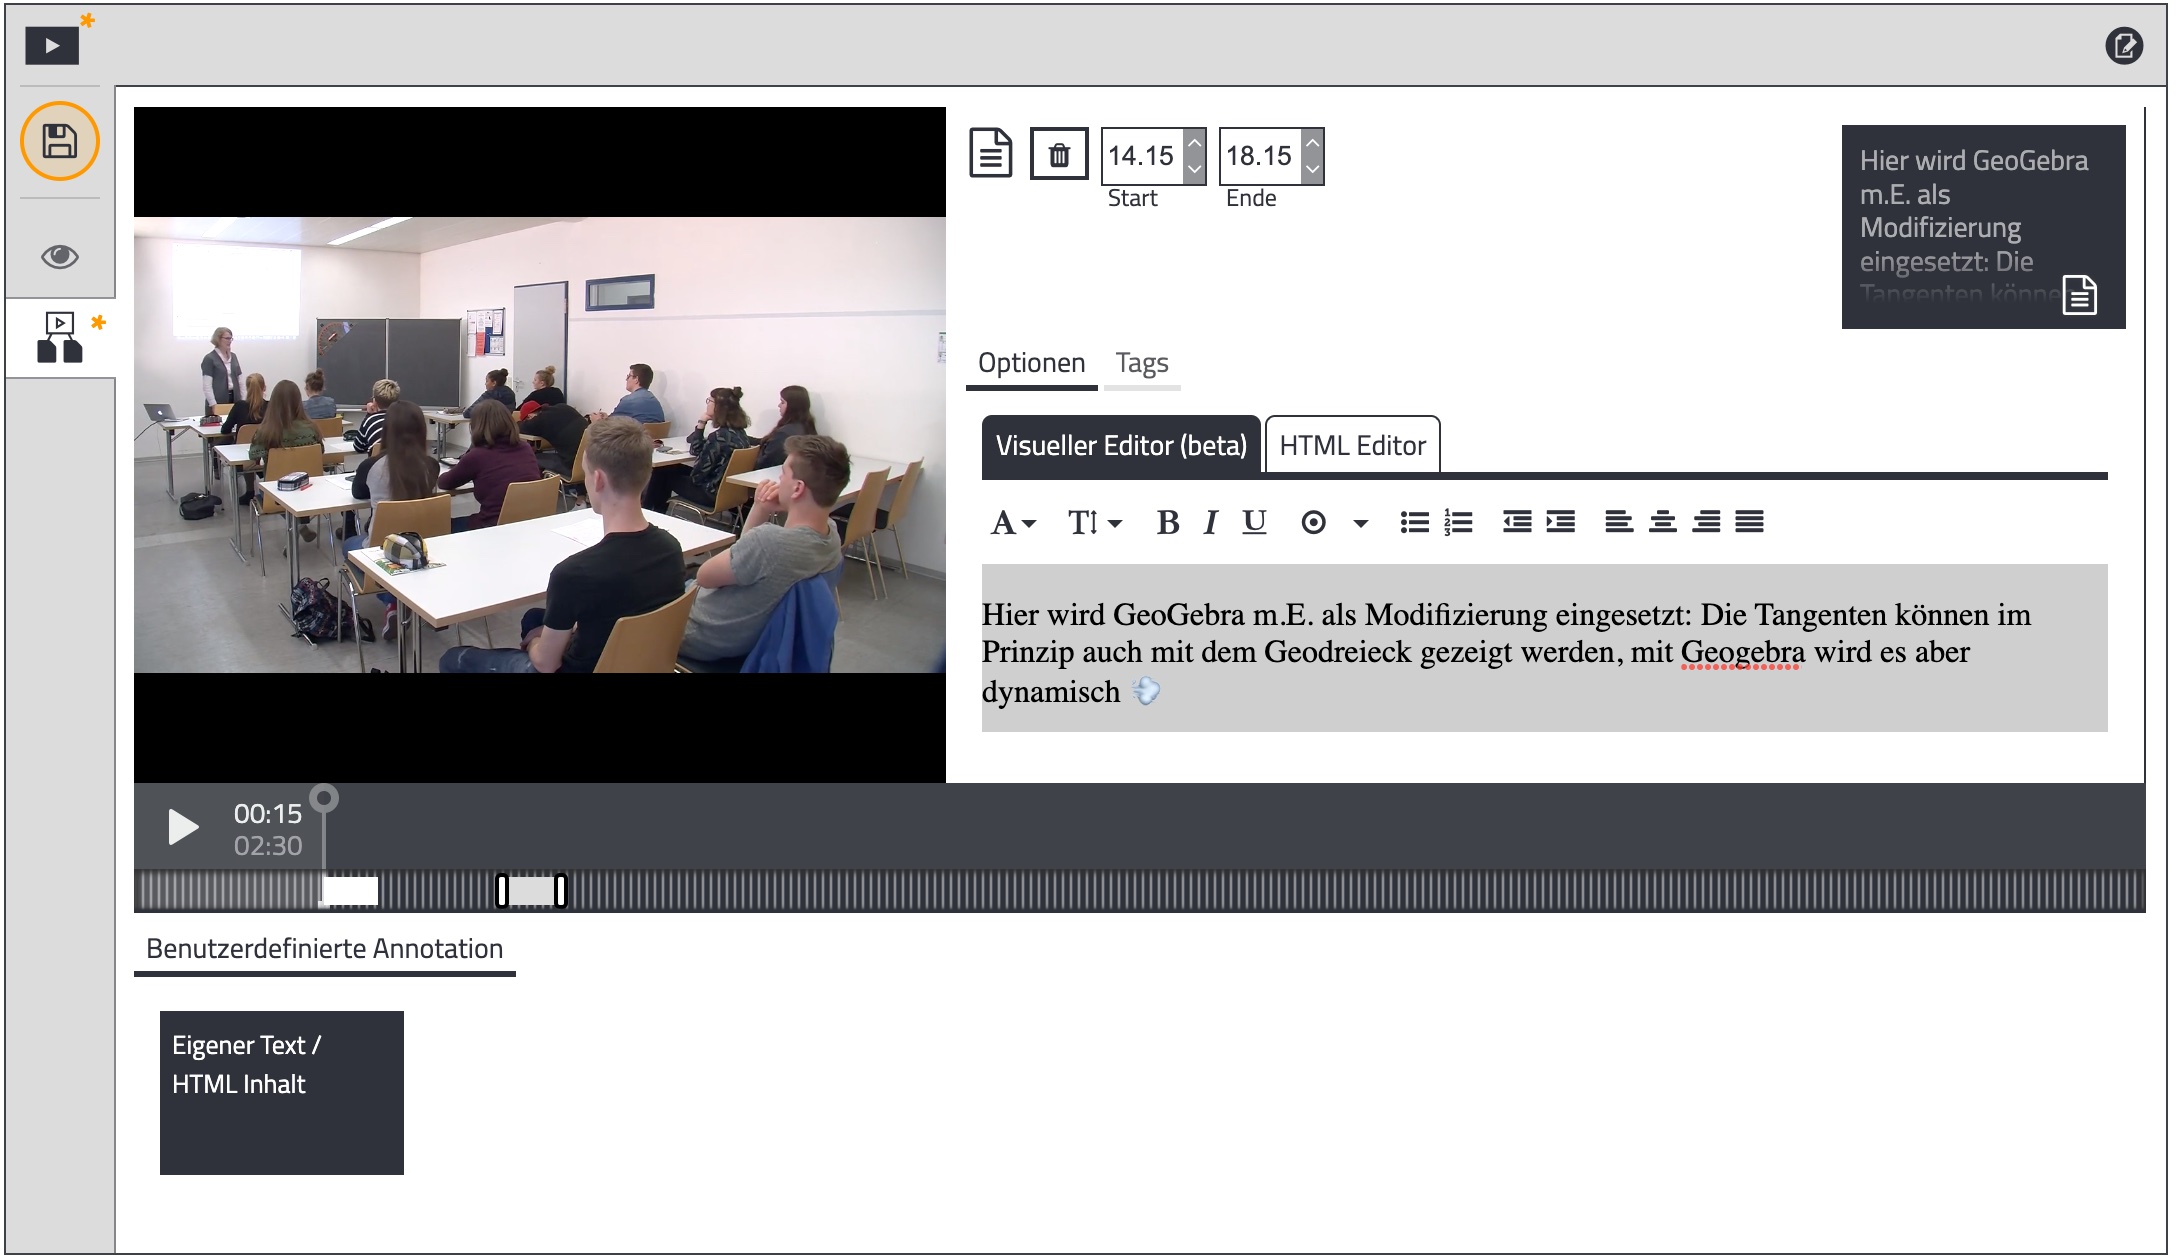 14.15
18.15
Start
Ende
Hier wird GeoGebra
m.E. als
Modifizierung
eingesetzt: Die
Tangenten könne
Optionen
Tags
Visueller Editor (beta)
HTML Editor
Hier wird GeoGebra m.E. als Modifizierung eingesetzt: Die Tangenten können im
Prinzip auch mit dem Geodreieck gezeigt werden, mit Geogebra wird es aber
dynamisch 💨
00:15
02:30
Benutzerdefinierte Annotation
Eigener Text /
HTML Inhalt